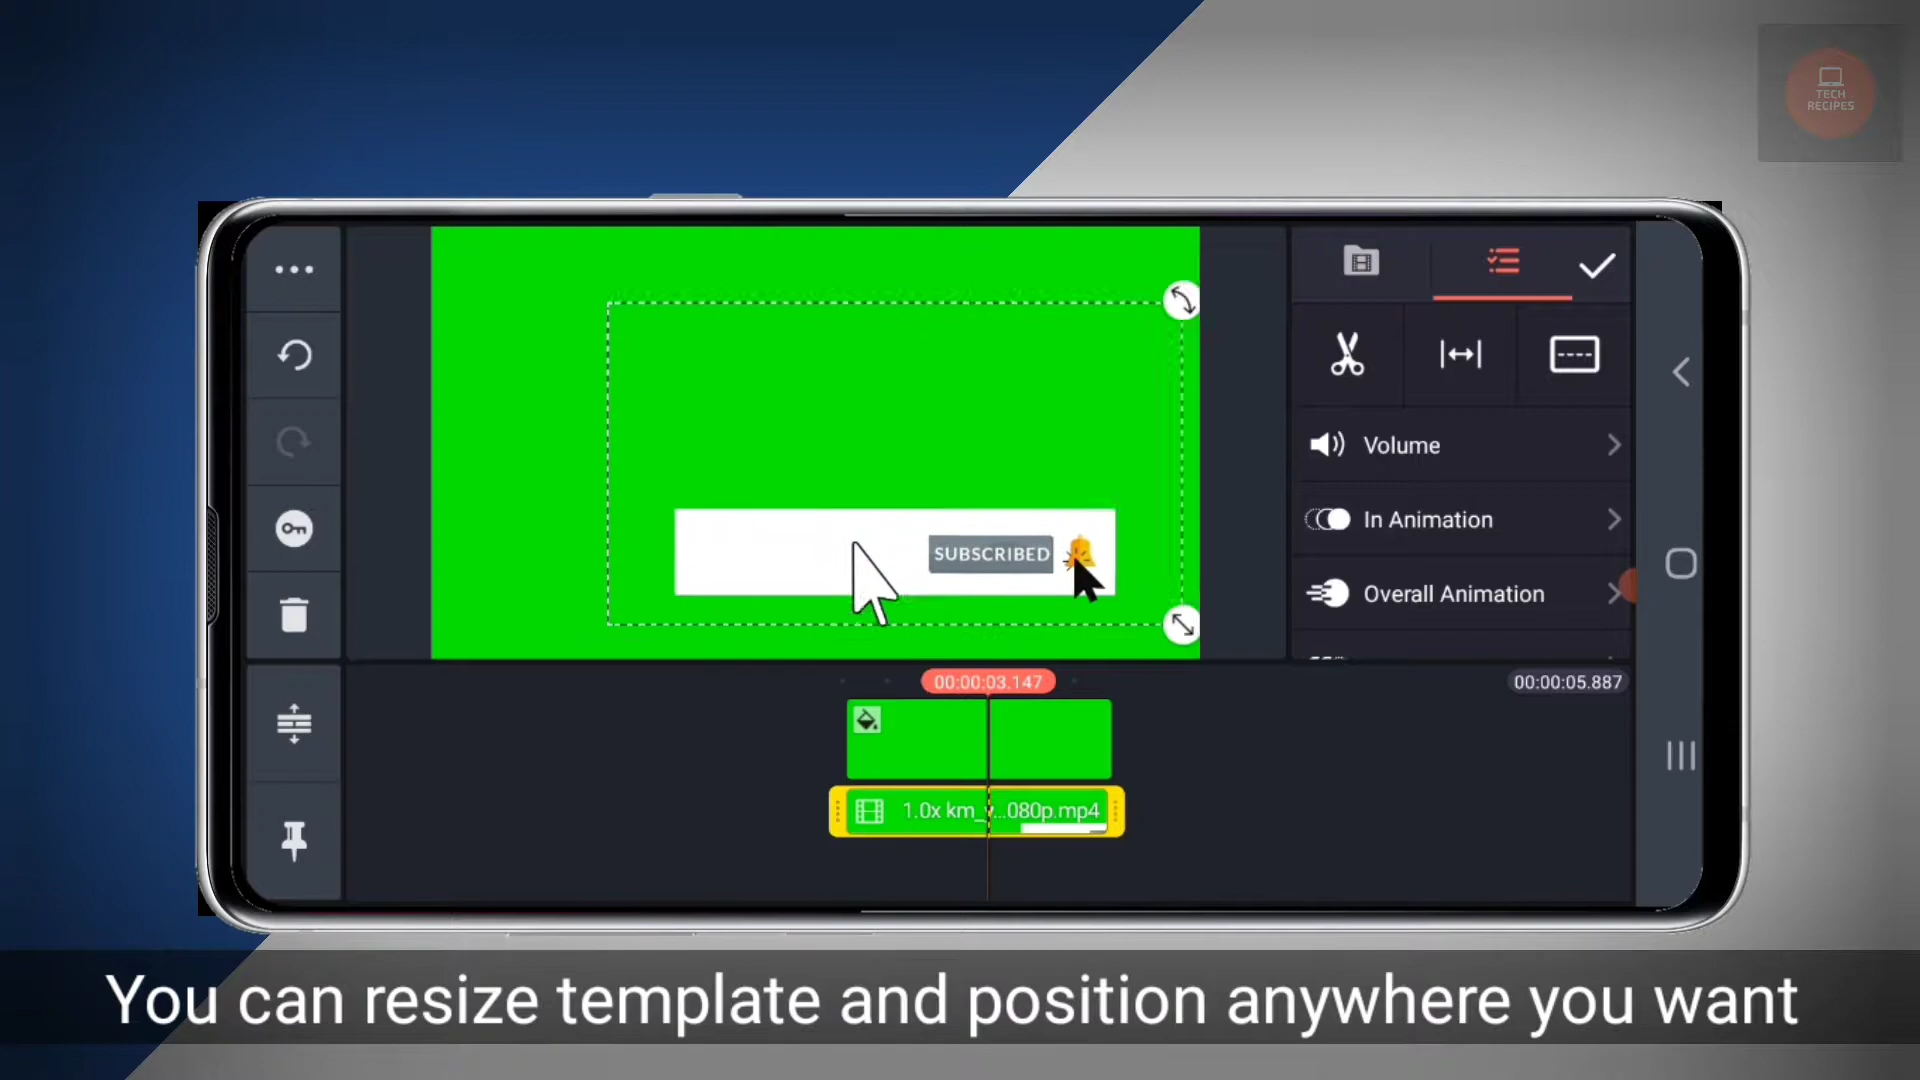 TECH
RECIPES
Volume
In Animation
SUBSCRIBED
Overall Animation
00:00:03.147
00:00:05.887
1.0x km_v...080p.mp4
You can resize template and position anywhere you want